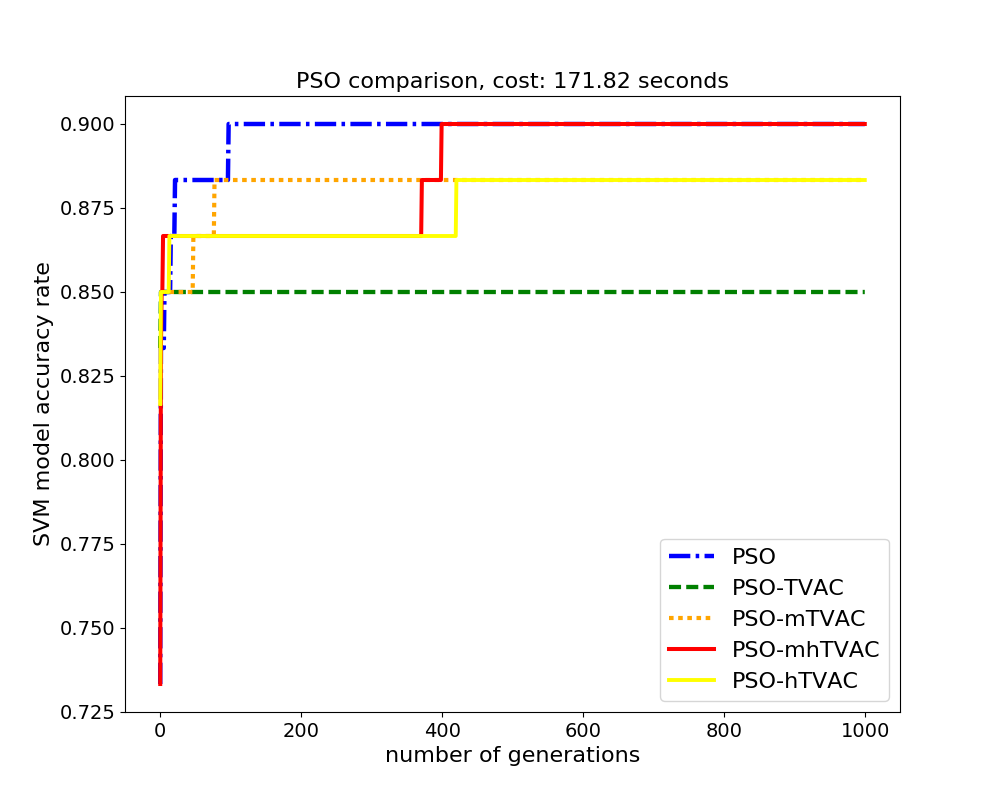 PSO comparison, cost: 171.82 seconds
SVM model accuracy rate
0.900
0.875
0.850
0.825
0.800
0.775
0.750
0.725
0 200 400 600 800 1000
number of generations
PSO
PSO-TVAC
PSO-mTVAC
PSO-mhTVAC
PSO-hTVAC